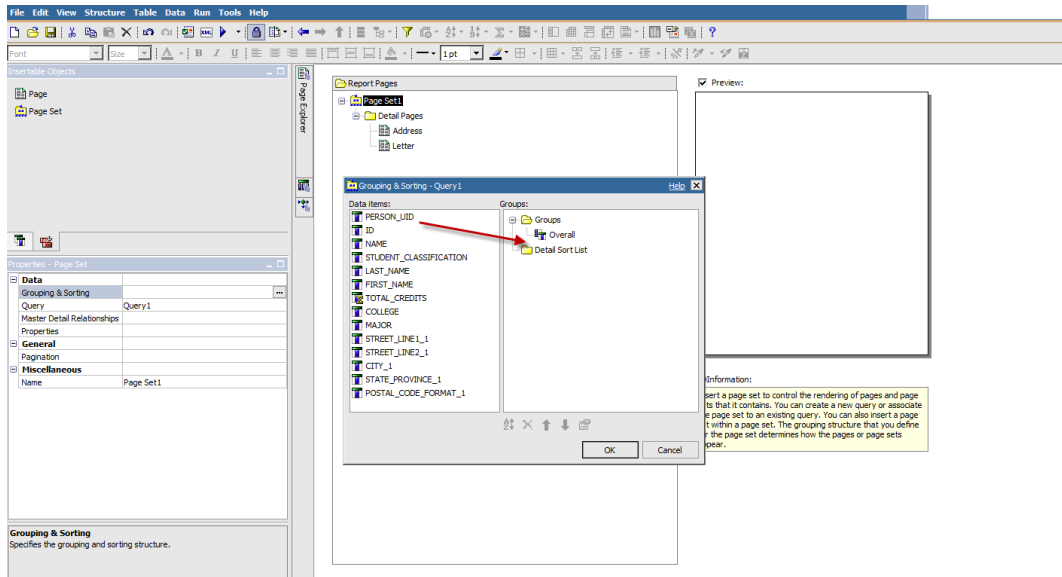 File Edit View Structure Table Data Run Tools Help
Font Size 1 pt
Insertable Objects
Page
Page Set
Page Explorer
Report Pages
Page Set1
Detail Pages
Address
Letter
Preview:
Grouping & Sorting - Query1 Help
Data items:
PERSON_UID
ID
NAME
STUDENT_CLASSIFICATION
LAST_NAME
FIRST_NAME
TOTAL_CREDITS
COLLEGE
MAJOR
STREET_LINE1_1
STREET_LINE2_1
CITY_1
STATE_PROVINCE_1
POSTAL_CODE_FORMAT_1
Groups:
Groups
Overall
Detail Sort List
OK Cancel
Properties - Page Set
Data
Grouping & Sorting
Query Query1
Master Detail Relationships
Properties
General
Pagination
Miscellaneous
Name Page Set1
Grouping & Sorting
Specifies the grouping and sorting structure.
Information:
sert a page set to control the rendering of pages and page
ts that it contains. You can create a new query or associate
e page set to an existing query. You can also insert a page
t within a page set. The grouping structure that you define
r the page set determines how the pages or page sets
pear.